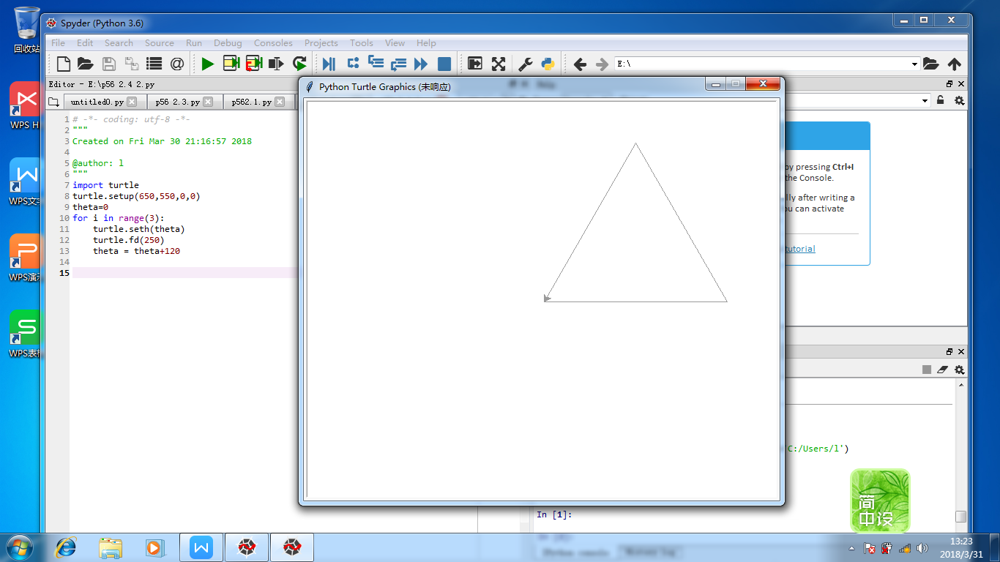 回收站
WPS H
WPS文字
WPS演示
WPS表格
Spyder (Python 3.6)
File Edit Search Source Run Debug Consoles Projects Tools View Help
E:\
Editor - E:\p56 2.4 2.py
untitled0.py
p56 2.3.py
p562.1.py
1 # -*- coding: utf-8 -*-
2 """
3 Created on Fri Mar 30 21:16:57 2018
4
5 @author: l
6 """
7 import turtle
8 turtle.setup(650,550,0,0)
9 theta=0
10 for i in range(3):
11 turtle.seth(theta)
12 turtle.fd(250)
13 theta = theta+120
14
15
Python Turtle Graphics (未响应)
by pressing Ctrl+I
the Console.
lly after writing a
ou can activate
tutorial
C:/Users/l')
In [1]:
简
中设
13:23
2018/3/31